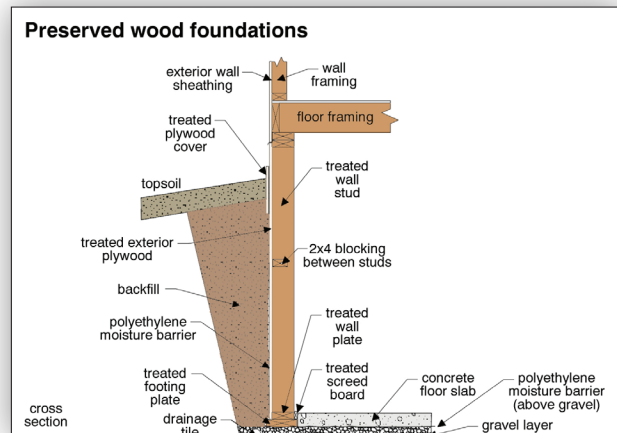 Preserved wood foundations
exterior wall
sheathing
wall
framing
floor framing
treated
plywood
cover
topsoil
treated
wall
stud
treated exterior
plywood
2x4 blocking
between studs
backfill
polyethylene
moisture barrier
treated
wall
plate
treated
footing
plate
treated
screed
board
concrete
floor slab
polyethylene
moisture barrier
(above gravel)
cross
section
drainage
tile
gravel layer